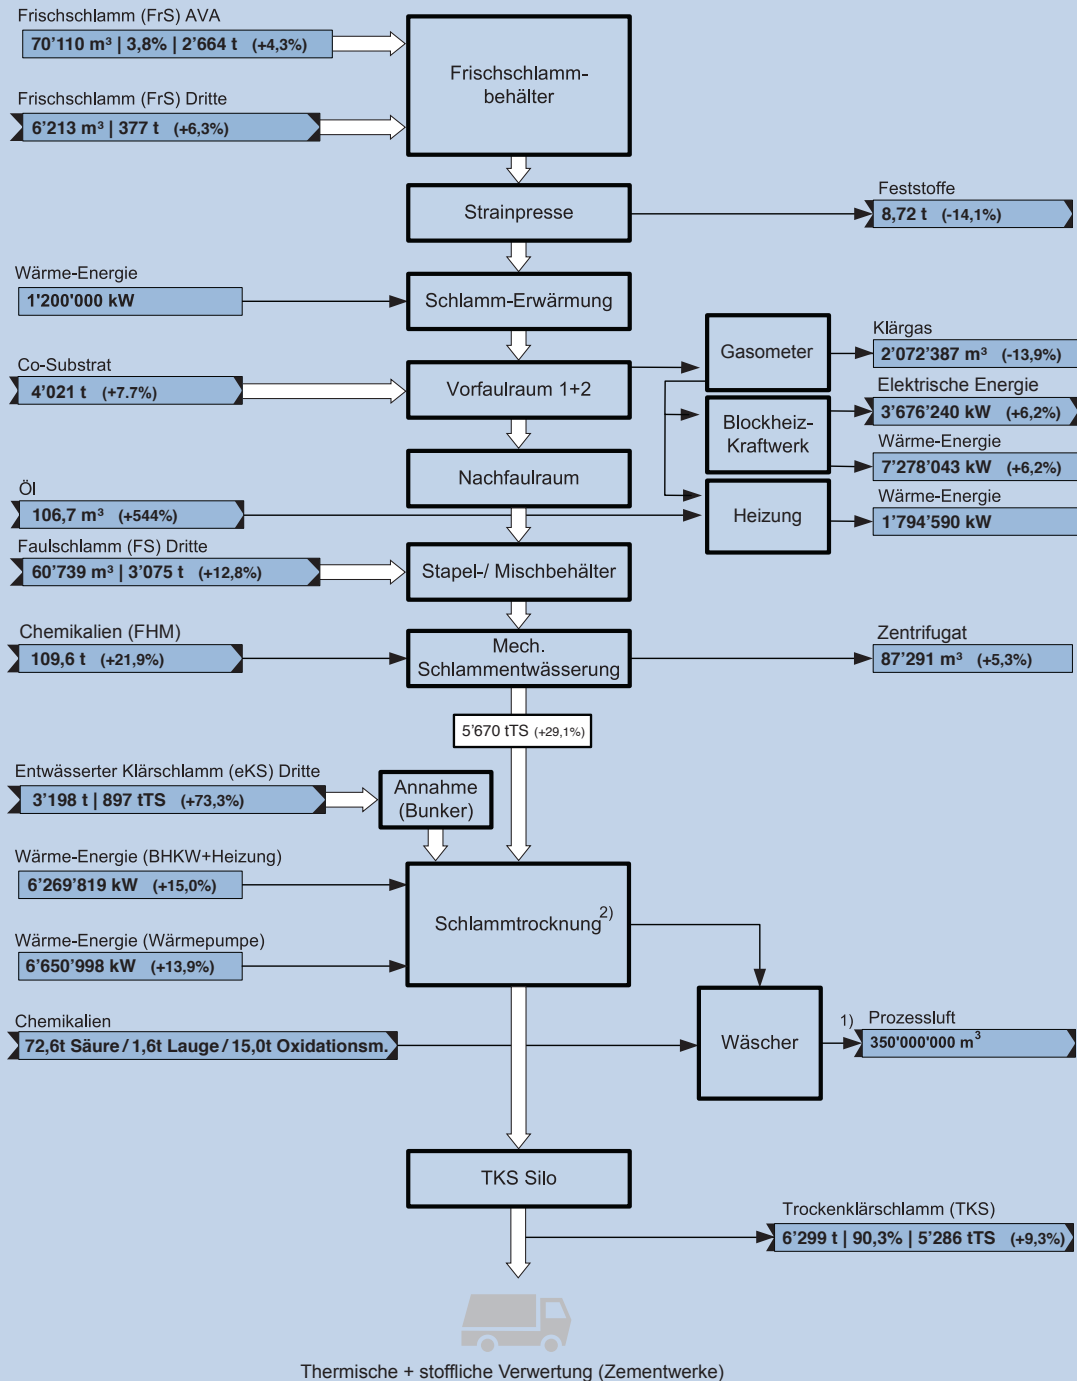 Frischschlamm (FrS) AVA
70’110 m³ | 3,8% | 2’664 t (+4,3%)
Frischschlamm-
behälter
Frischschlamm (FrS) Dritte
6’213 m³ | 377 t (+6,3%)
Strainpresse
Feststoffe
8,72 t (-14,1%)
Wärme-Energie
1'200'000 kW
Schlamm-Erwärmung
Gasometer
Klärgas
2’072’387 m³ (-13,9%)
Co-Substrat
4’021 t (+7.7%)
Vorfaulraum 1+2
Blockheiz-
Kraftwerk
Elektrische Energie
3’676’240 kW (+6,2%)
Wärme-Energie
7’278’043 kW (+6,2%)
Nachfaulraum
Öl
106,7 m³ (+544%)
Heizung
Wärme-Energie
1’794’590 kW
Faulschlamm (FS) Dritte
60’739 m³ | 3’075 t (+12,8%)
Stapel-/ Mischbehälter
Chemikalien (FHM)
109,6 t (+21,9%)
Mech.
Schlammentwässerung
Zentrifugat
87’291 m³ (+5,3%)
5’670 tTS (+29,1%)
Entwässerter Klärschlamm (eKS) Dritte
3’198 t | 897 tTS (+73,3%)
Annahme
(Bunker)
Wärme-Energie (BHKW+Heizung)
6’269’819 kW (+15,0%)
Schlammtrocknung 2)
Wärme-Energie (Wärmepumpe)
6’650’998 kW (+13,9%)
Chemikalien
72,6t Säure / 1,6t Lauge / 15,0t Oxidationsm.
Wäscher
1) Prozessluft
350'000'000 m³
TKS Silo
Trockenklärschlamm (TKS)
6’299 t | 90,3% | 5’286 tTS (+9,3%)
Thermische + stoffliche Verwertung (Zementwerke)